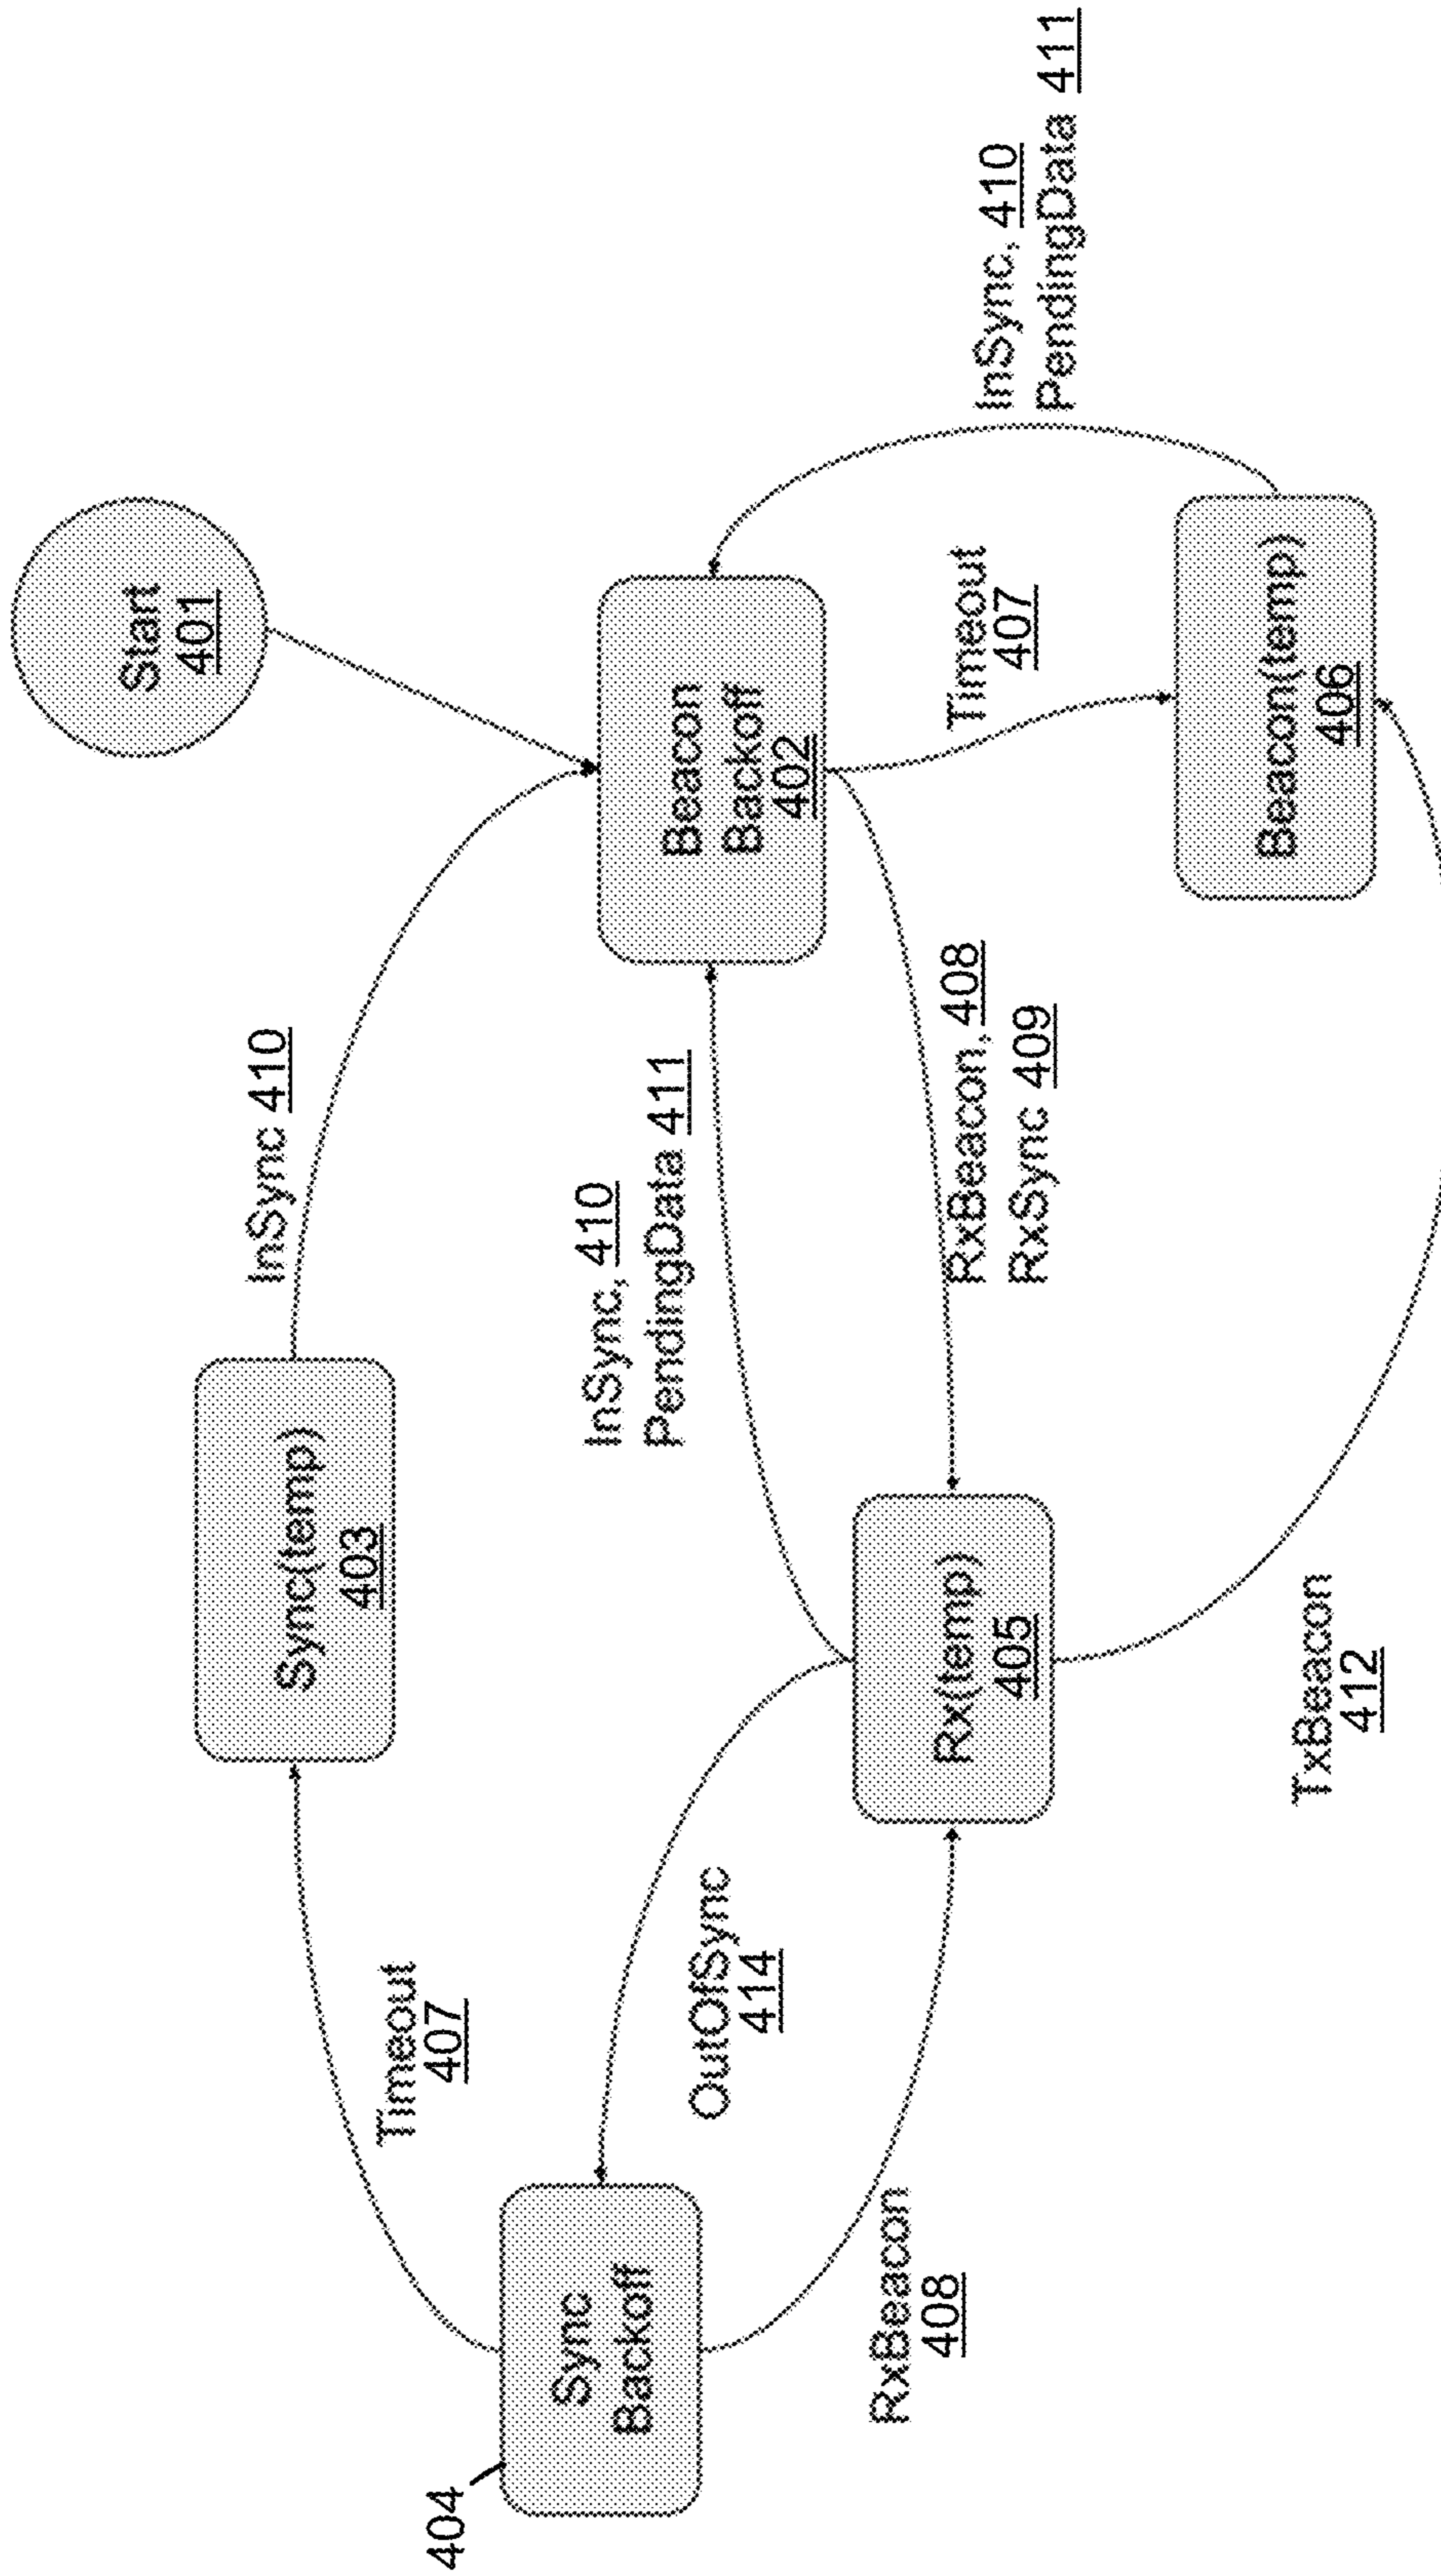 Start
401
InSync 410
Sync(temp)
403
Timeout
407
404
Sync
Backoff
OutOfSync
414
InSync, 410
PendingData 411
Beacon
Backoff
402
InSync, 410
PendingData 411
Timeout
407
RxBeacon, 408
RxSync 409
RxBeacon
408
Rx(temp)
405
TxBeacon
412
Beacon(temp)
406